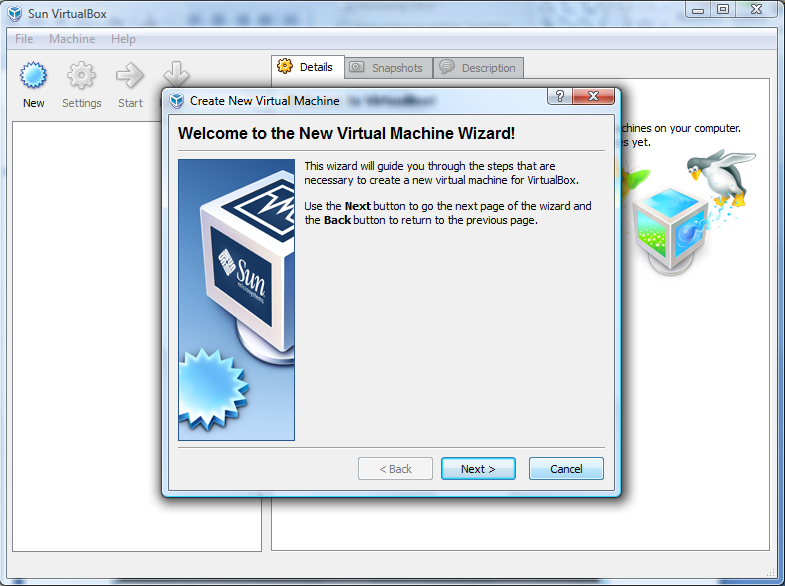 Sun VirtualBox
File Machine Help
New Settings Start
Details Snapshots Description
Create New Virtual Machine
to VirtualBox!
Welcome to the New Virtual Machine Wizard!
chines on your computer.
s yet.
This wizard will guide you through the steps that are
necessary to create a new virtual machine for VirtualBox.
Use the Next button to go the next page of the wizard and
the Back button to return to the previous page.
Sun
microsystems
< Back Next > Cancel